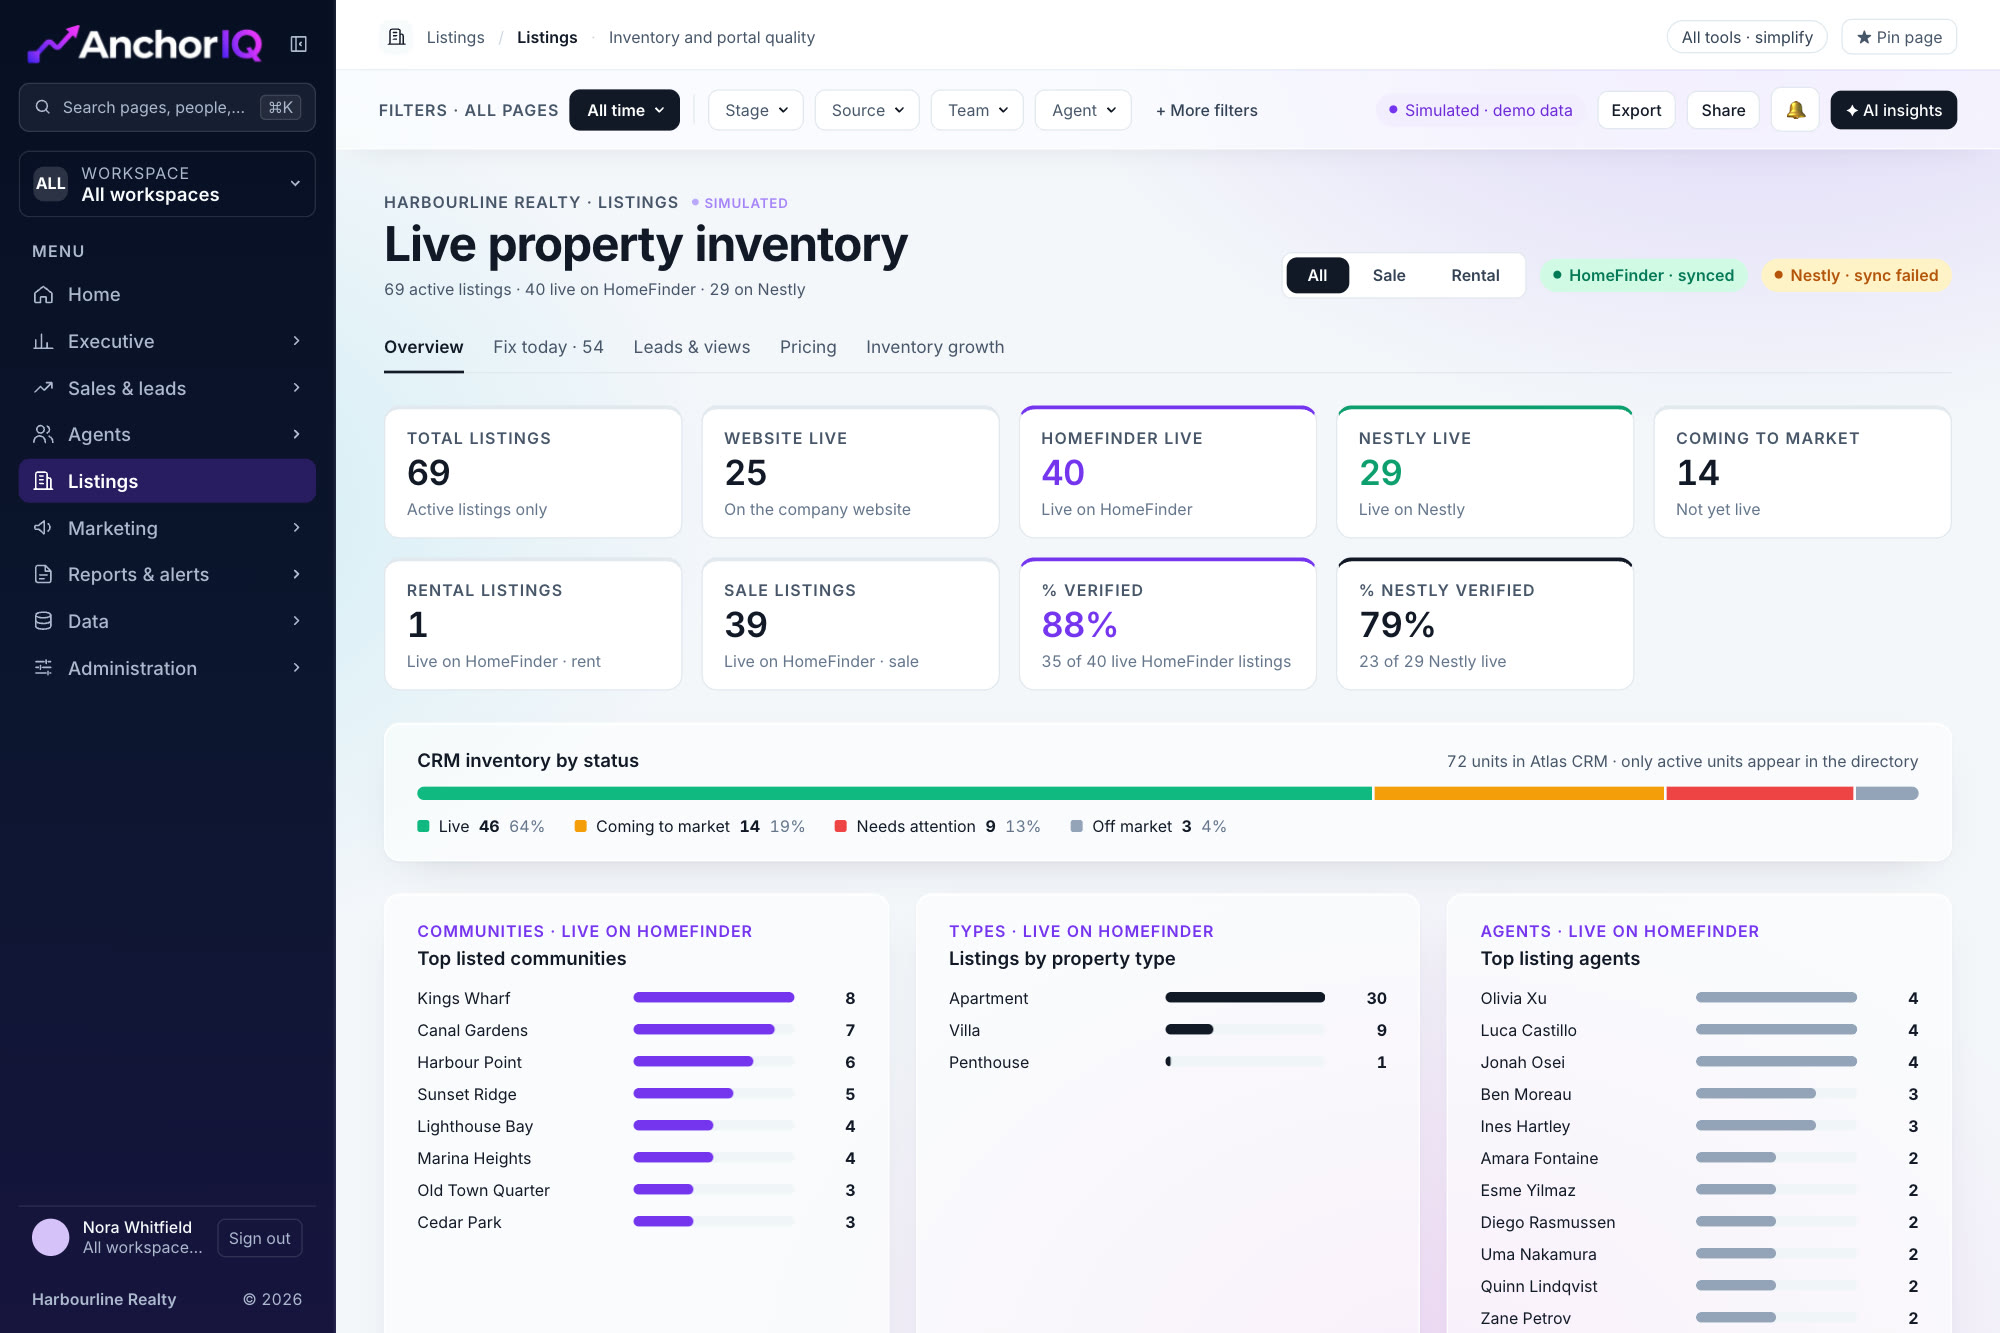 AnchorIQ
Search pages, people,... ⌘K
ALL
WORKSPACE
All workspaces
MENU
Home
Executive
Sales & leads
Agents
Listings
Marketing
Reports & alerts
Data
Administration
Nora Whitfield
All workspace...
Sign out
Harbourline Realty © 2026
Listings / Listings · Inventory and portal quality
All tools · simplify
★ Pin page
FILTERS · ALL PAGES
All time
Stage
Source
Team
Agent
+ More filters
Simulated · demo data
Export
Share
✦ AI insights
HARBOURLINE REALTY · LISTINGS
SIMULATED
Live property inventory
69 active listings · 40 live on HomeFinder · 29 on Nestly
All
Sale
Rental
HomeFinder · synced
Nestly · sync failed
Overview
Fix today · 54
Leads & views
Pricing
Inventory growth
TOTAL LISTINGS
69
Active listings only
WEBSITE LIVE
25
On the company website
HOMEFINDER LIVE
40
Live on HomeFinder
NESTLY LIVE
29
Live on Nestly
COMING TO MARKET
14
Not yet live
RENTAL LISTINGS
1
Live on HomeFinder · rent
SALE LISTINGS
39
Live on HomeFinder · sale
% VERIFIED
88%
35 of 40 live HomeFinder listings
% NESTLY VERIFIED
79%
23 of 29 Nestly live
CRM inventory by status
72 units in Atlas CRM · only active units appear in the directory
Live 46 64%
Coming to market 14 19%
Needs attention 9 13%
Off market 3 4%
COMMUNITIES · LIVE ON HOMEFINDER
Top listed communities
Kings Wharf 8
Canal Gardens 7
Harbour Point 6
Sunset Ridge 5
Lighthouse Bay 4
Marina Heights 4
Old Town Quarter 3
Cedar Park 3
TYPES · LIVE ON HOMEFINDER
Listings by property type
Apartment 30
Villa 9
Penthouse 1
AGENTS · LIVE ON HOMEFINDER
Top listing agents
Olivia Xu 4
Luca Castillo 4
Jonah Osei 4
Ben Moreau 3
Ines Hartley 3
Amara Fontaine 2
Esme Yilmaz 2
Diego Rasmussen 2
Uma Nakamura 2
Quinn Lindqvist 2
Zane Petrov 2